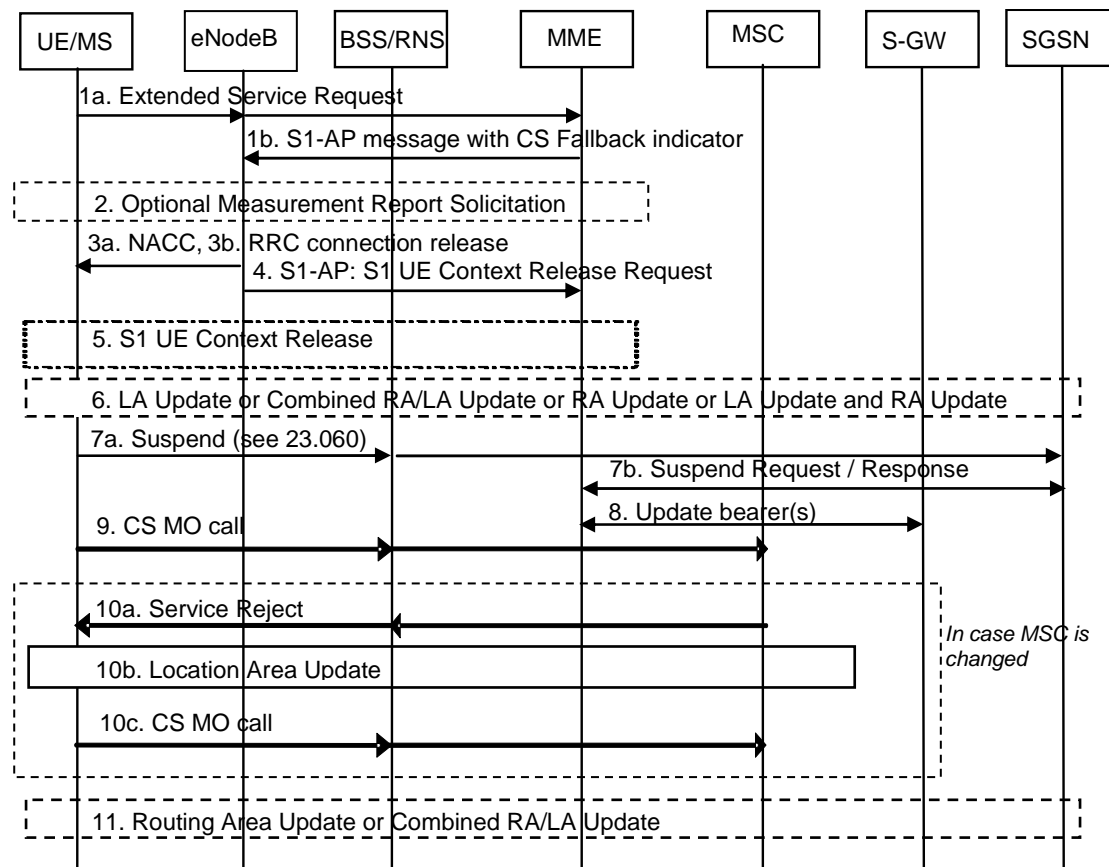 UE/MS
eNodeB
BSS/RNS
MME
MSC
S-GW
SGSN
1a. Extended Service Request
1b. S1-AP message with CS Fallback indicator
2. Optional Measurement Report Solicitation
3a. NACC, 3b. RRC connection release
4. S1-AP: S1 UE Context Release Request
5. S1 UE Context Release
6. LA Update or Combined RA/LA Update or RA Update or LA Update and RA Update
7a. Suspend (see 23.060)
7b. Suspend Request / Response
8. Update bearer(s)
9. CS MO call
10a. Service Reject
In case MSC is
changed
10b. Location Area Update
10c. CS MO call
11. Routing Area Update or Combined RA/LA Update